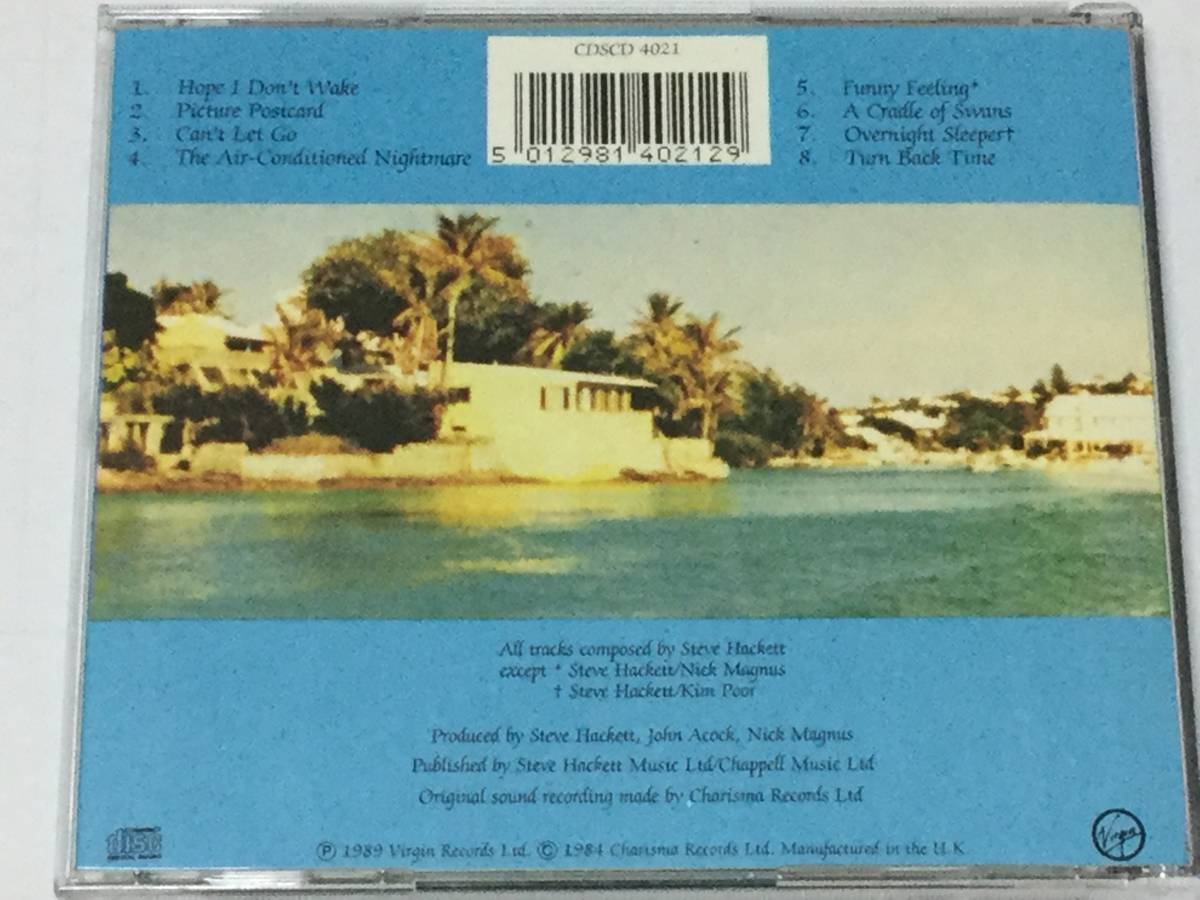 CDSCD 4021
1. Hope I Don't Wake
2. Picture Postcard
3. Can't Let Go
4. The Air-Conditioned Nightmare
5 012981 402129
5. Funny Feeling*
6. A Cradle of Swans
7. Overnight Sleeper†
8. Turn Back Time
All tracks composed by Steve Hackett
except * Steve Hackett/Nick Magnus
† Steve Hackett/Kim Poor
Produced by Steve Hackett, John Acock, Nick Magnus
Published by Steve Hackett Music Ltd/Chappell Music Ltd
Original sound recording made by Charisma Records Ltd
disc
Ⓟ 1989 Virgin Records Ltd. © 1984 Charisma Records Ltd. Manufactured in the U.K
Virgin